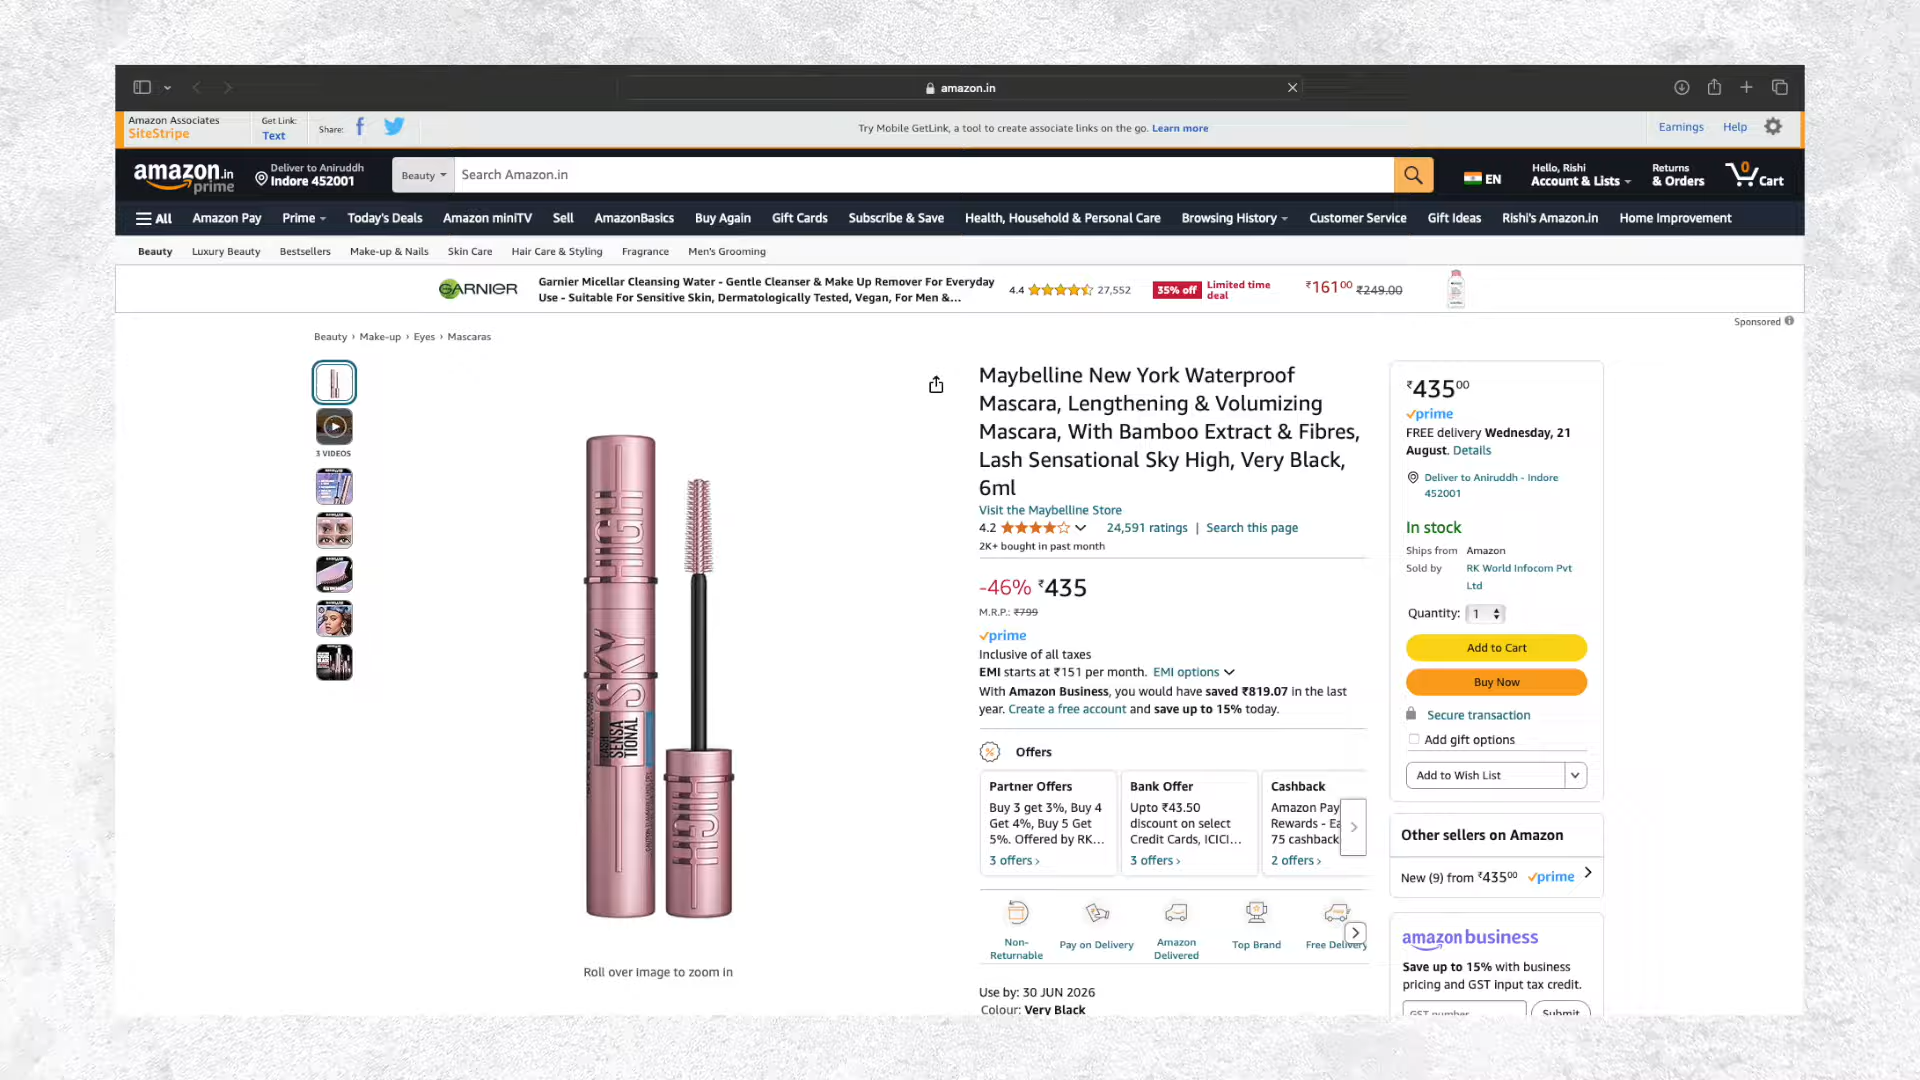 amazon.in
Amazon Associates
SiteStripe
Get Link:
Text
Share:
Try Mobile GetLink, a tool to create associate links on the go. Learn more
Earnings
Help
amazon.in
prime
Deliver to Aniruddh
Indore 452001
Beauty
Search Amazon.in
EN
Hello, Rishi
Account & Lists
Returns
& Orders
0
Cart
All
Amazon Pay
Prime
Today's Deals
Amazon miniTV
Sell
AmazonBasics
Buy Again
Gift Cards
Subscribe & Save
Health, Household & Personal Care
Browsing History
Customer Service
Gift Ideas
Rishi's Amazon.in
Home Improvement
Beauty
Luxury Beauty
Bestsellers
Make-up & Nails
Skin Care
Hair Care & Styling
Fragrance
Men's Grooming
GARNIER
Garnier Micellar Cleansing Water - Gentle Cleanser & Make Up Remover For Everyday
Use - Suitable For Sensitive Skin, Dermatologically Tested, Vegan, For Men &...
4.4
27,552
35% off
Limited time
deal
₹16100 ₹249.00
Sponsored
Beauty › Make-up › Eyes › Mascaras
3 VIDEOS
SKY HIGH
LASH
SENSA
TIONAL
HIGH
Roll over image to zoom in
Maybelline New York Waterproof
Mascara, Lengthening & Volumizing
Mascara, With Bamboo Extract & Fibres,
Lash Sensational Sky High, Very Black,
6ml
Visit the Maybelline Store
4.2
24,591 ratings | Search this page
2K+ bought in past month
-46% ₹435
M.R.P.: ₹799
prime
Inclusive of all taxes
EMI starts at ₹151 per month. EMI options
With Amazon Business, you would have saved ₹819.07 in the last
year. Create a free account and save up to 15% today.
Offers
Partner Offers
Buy 3 get 3%, Buy 4
Get 4%, Buy 5 Get
5%. Offered by RK...
3 offers ›
Bank Offer
Upto ₹43.50
discount on select
Credit Cards, ICICI...
3 offers ›
Cashback
Amazon Pay
Rewards - Ea
75 cashback
2 offers ›
Non-
Returnable
Pay on Delivery
Amazon
Delivered
Top Brand
Free Delivery
Use by: 30 JUN 2026
Colour: Very Black
₹43500
prime
FREE delivery Wednesday, 21
August. Details
Deliver to Aniruddh - Indore
452001
In stock
Ships from Amazon
Sold by RK World Infocom Pvt
Ltd
Quantity: 1
Add to Cart
Buy Now
Secure transaction
Add gift options
Add to Wish List
Other sellers on Amazon
New (9) from ₹43500 prime
amazon business
Save up to 15% with business
pricing and GST input tax credit.
GST number
Submit